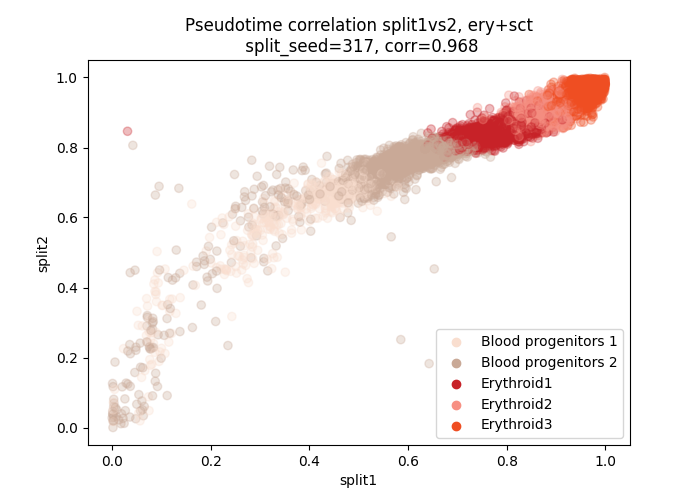 Pseudotime correlation split1vs2, ery+sct
split_seed=317, corr=0.968
1.0
0.8
0.6
0.4
0.2
0.0
split2
Blood progenitors 1
Blood progenitors 2
Erythroid1
Erythroid2
Erythroid3
0.0 0.2 0.4 0.6 0.8 1.0
split1